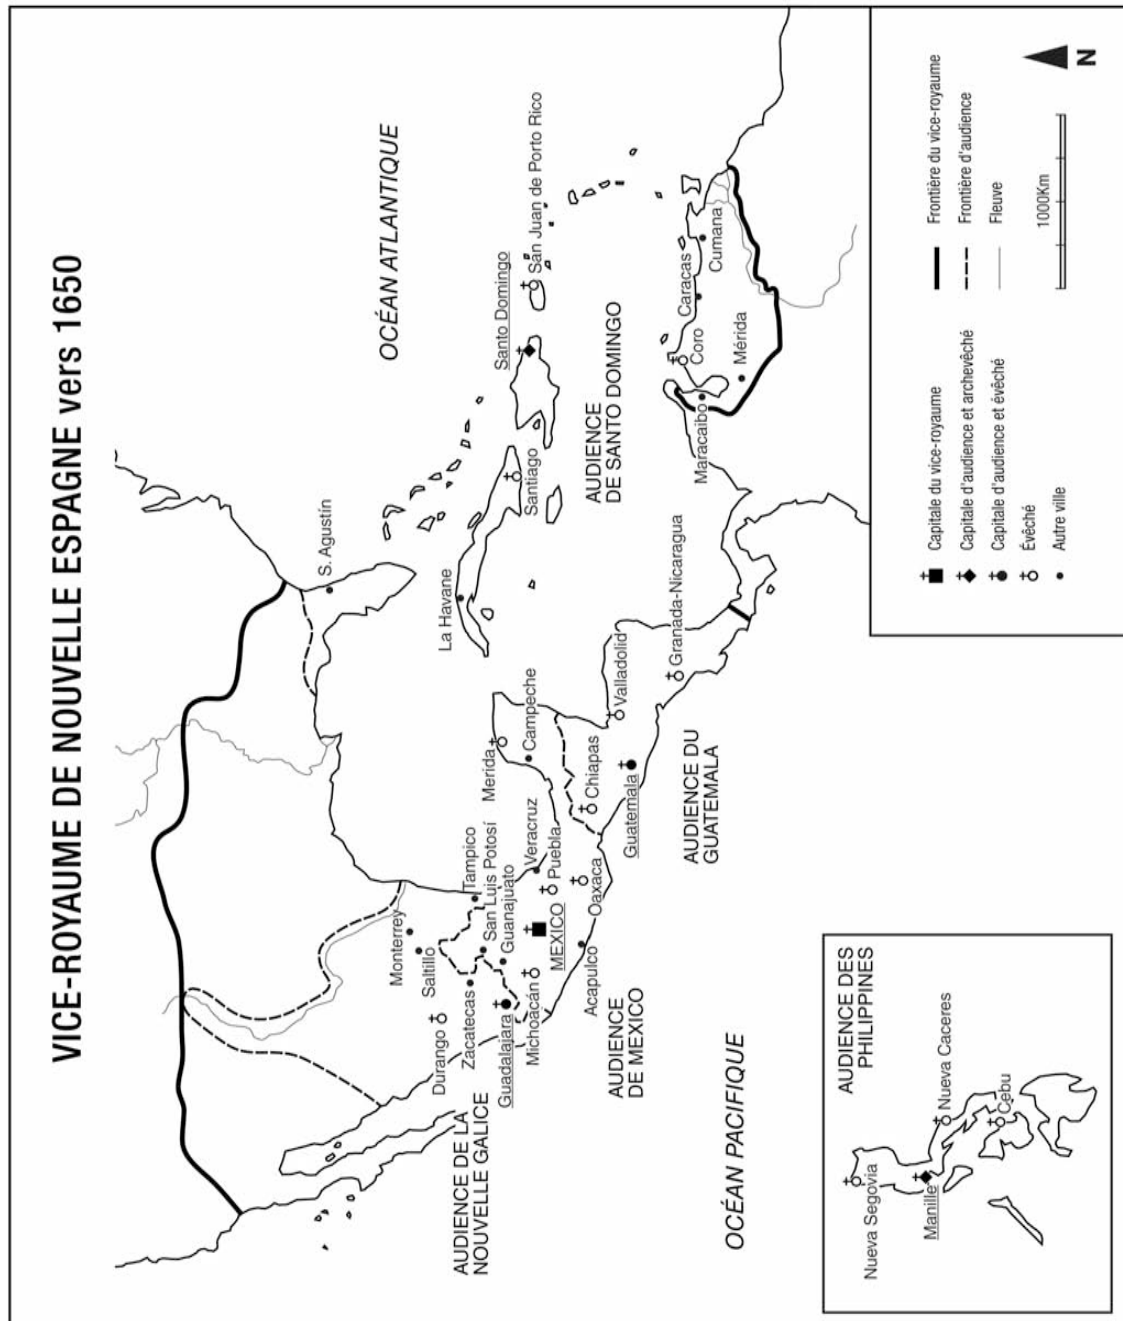 VICE-ROYAUME DE NOUVELLE ESPAGNE vers 1650
OCÉAN ATLANTIQUE
S. Agustín
Monterrey
Saltillo
Durango
Zacatecas
Tampico
San Luis Potosí
Guanajuato
Guadalajara
Michoacán
MEXICO
Veracruz
Puebla
Oaxaca
Acapulco
Merida
Campeche
Chiapas
Guatemala
Valladolid
Granada-Nicaragua
La Havane
Santiago
Santo Domingo
San Juan de Porto Rico
AUDIENCE
DE SANTO DOMINGO
Maracaibo
Coro
Mérida
Caracas
Cumana
AUDIENCE DE LA
NOUVELLE GALICE
AUDIENCE
DE MEXICO
AUDIENCE DU
GUATEMALA
OCÉAN PACIFIQUE
AUDIENCE DES
PHILIPPINES
Nueva Segovia
Manille
Nueva Caceres
Cebu
Capitale du vice-royaume
Capitale d'audience et archevêché
Capitale d'audience et évêché
Évêché
Autre ville
Frontière du vice-royaume
Frontière d'audience
Fleuve
1000Km
N